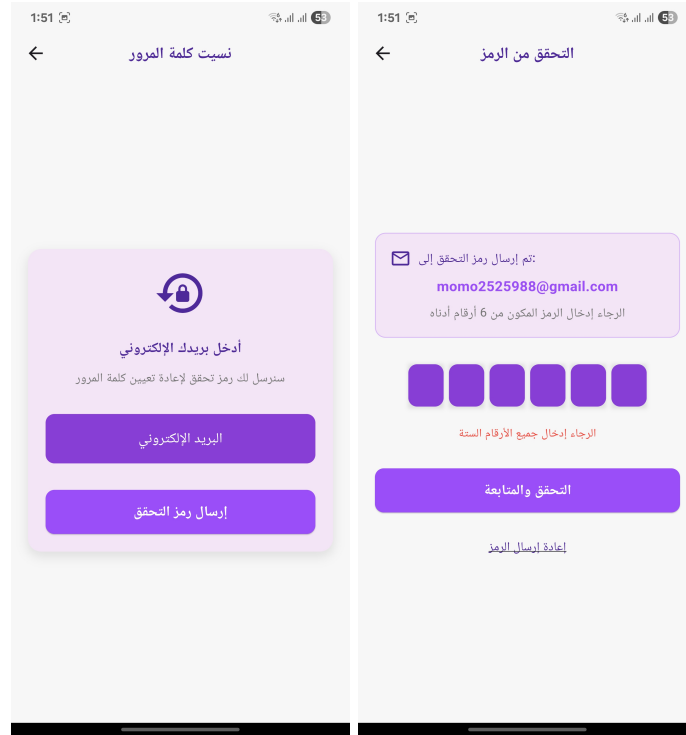 1:51
53
نسيت كلمة المرور
أدخل بريدك الإلكتروني
سنرسل لك رمز تحقق لإعادة تعيين كلمة المرور
البريد الإلكتروني
إرسال رمز التحقق
1:51
53
التحقق من الرمز
تم إرسال رمز التحقق إلى:
momo2525988@gmail.com
الرجاء إدخال الرمز المكون من 6 أرقام أدناه
الرجاء إدخال جميع الأرقام الستة
التحقق والمتابعة
إعادة إرسال الرمز